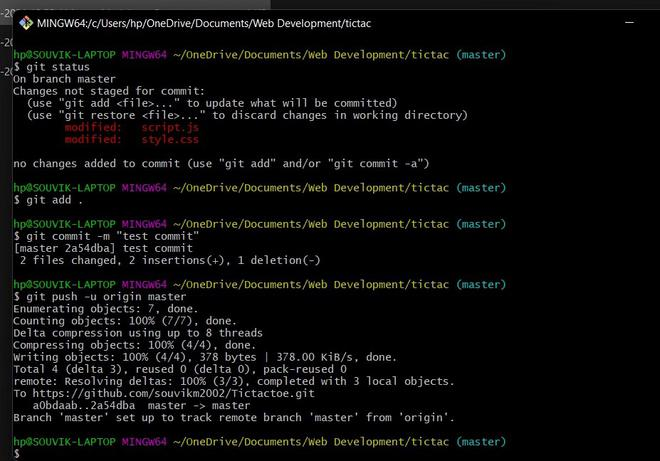 MINGW64:/c/Users/hp/OneDrive/Documents/Web Development/tictac
hp@SOUVIK-LAPTOP MINGW64 ~/OneDrive/Documents/Web Development/tictac (master)
$ git status
On branch master
Changes not staged for commit:
  (use "git add <file>..." to update what will be committed)
  (use "git restore <file>..." to discard changes in working directory)
        modified:   script.js
        modified:   style.css
no changes added to commit (use "git add" and/or "git commit -a")
hp@SOUVIK-LAPTOP MINGW64 ~/OneDrive/Documents/Web Development/tictac (master)
$ git add .
hp@SOUVIK-LAPTOP MINGW64 ~/OneDrive/Documents/Web Development/tictac (master)
$ git commit -m "test commit"
[master 2a54dba] test commit
 2 files changed, 2 insertions(+), 1 deletion(-)
hp@SOUVIK-LAPTOP MINGW64 ~/OneDrive/Documents/Web Development/tictac (master)
$ git push -u origin master
Enumerating objects: 7, done.
Counting objects: 100% (7/7), done.
Delta compression using up to 8 threads
Compressing objects: 100% (4/4), done.
Writing objects: 100% (4/4), 378 bytes | 378.00 KiB/s, done.
Total 4 (delta 3), reused 0 (delta 0), pack-reused 0
remote: Resolving deltas: 100% (3/3), completed with 3 local objects.
To https://github.com/souvikm2002/Tictactoe.git
   a0bdaab..2a54dba  master -> master
Branch 'master' set up to track remote branch 'master' from 'origin'.
hp@SOUVIK-LAPTOP MINGW64 ~/OneDrive/Documents/Web Development/tictac (master)
$